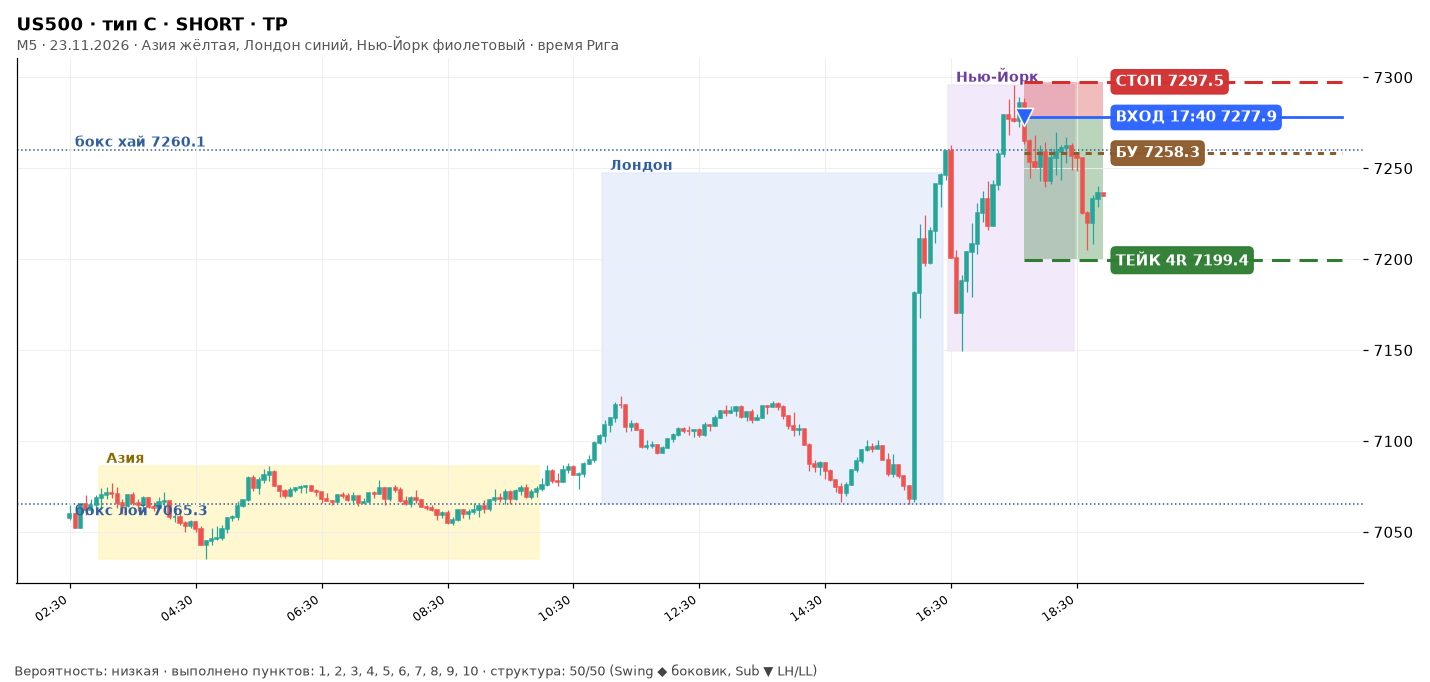 US500 · тип C · SHORT · TP
M5 · 23.11.2026 · Азия жёлтая, Лондон синий, Нью-Йорк фиолетовый · время Рига
Нью-Йорк
СТОП 7297.5
7300
ВХОД 17:40 7277.9
бокс хай 7260.1
БУ 7258.3
Лондон
7250
ТЕЙК 4R 7199.4
7200
7150
7100
Азия
бокс лой 7065.3
7050
02:30
04:30
06:30
08:30
10:30
12:30
14:30
16:30
18:30
Вероятность: низкая · выполнено пунктов: 1, 2, 3, 4, 5, 6, 7, 8, 9, 10 · структура: 50/50 (Swing ◆ боковик, Sub ▼ LH/LL)